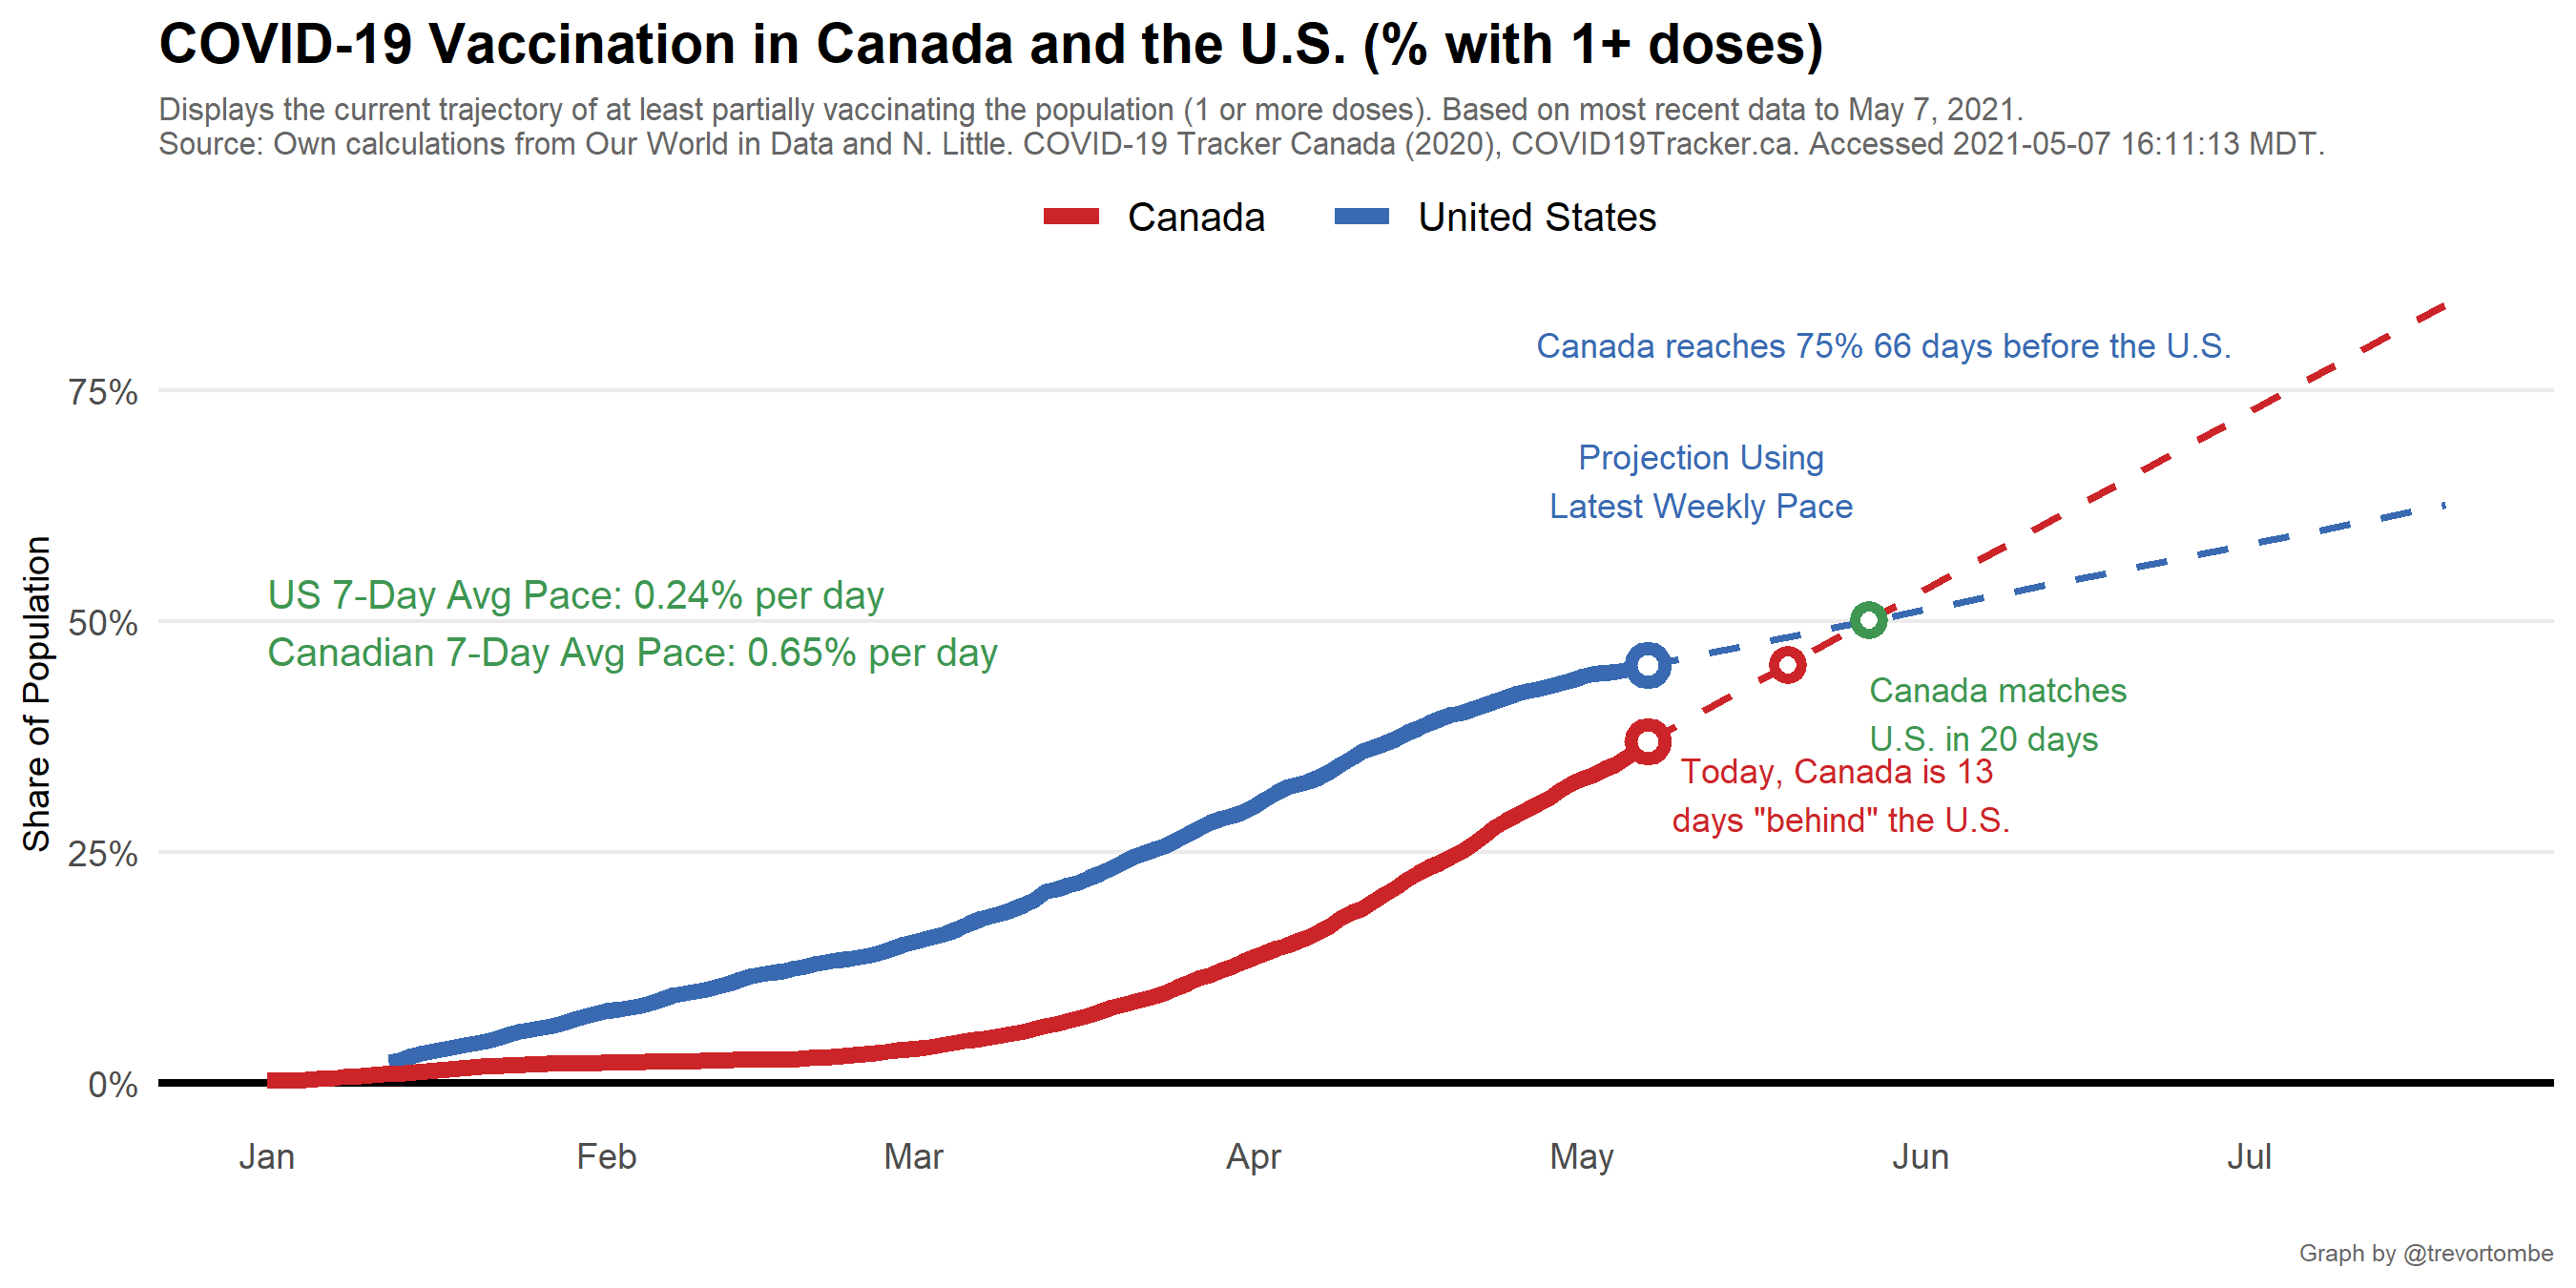 COVID-19 Vaccination in Canada and the U.S. (% with 1+ doses)
Displays the current trajectory of at least partially vaccinating the population (1 or more doses). Based on most recent data to May 7, 2021.
Source: Own calculations from Our World in Data and N. Little. COVID-19 Tracker Canada (2020), COVID19Tracker.ca. Accessed 2021-05-07 16:11:13 MDT.
Canada
United States
Canada reaches 75% 66 days before the U.S.
75%
Projection Using
Latest Weekly Pace
US 7-Day Avg Pace: 0.24% per day
50%
Canadian 7-Day Avg Pace: 0.65% per day
Share of Population
Canada matches
U.S. in 20 days
Today, Canada is 13
days "behind" the U.S.
25%
0%
Jan
Feb
Mar
Apr
May
Jun
Jul
Graph by @trevortombe